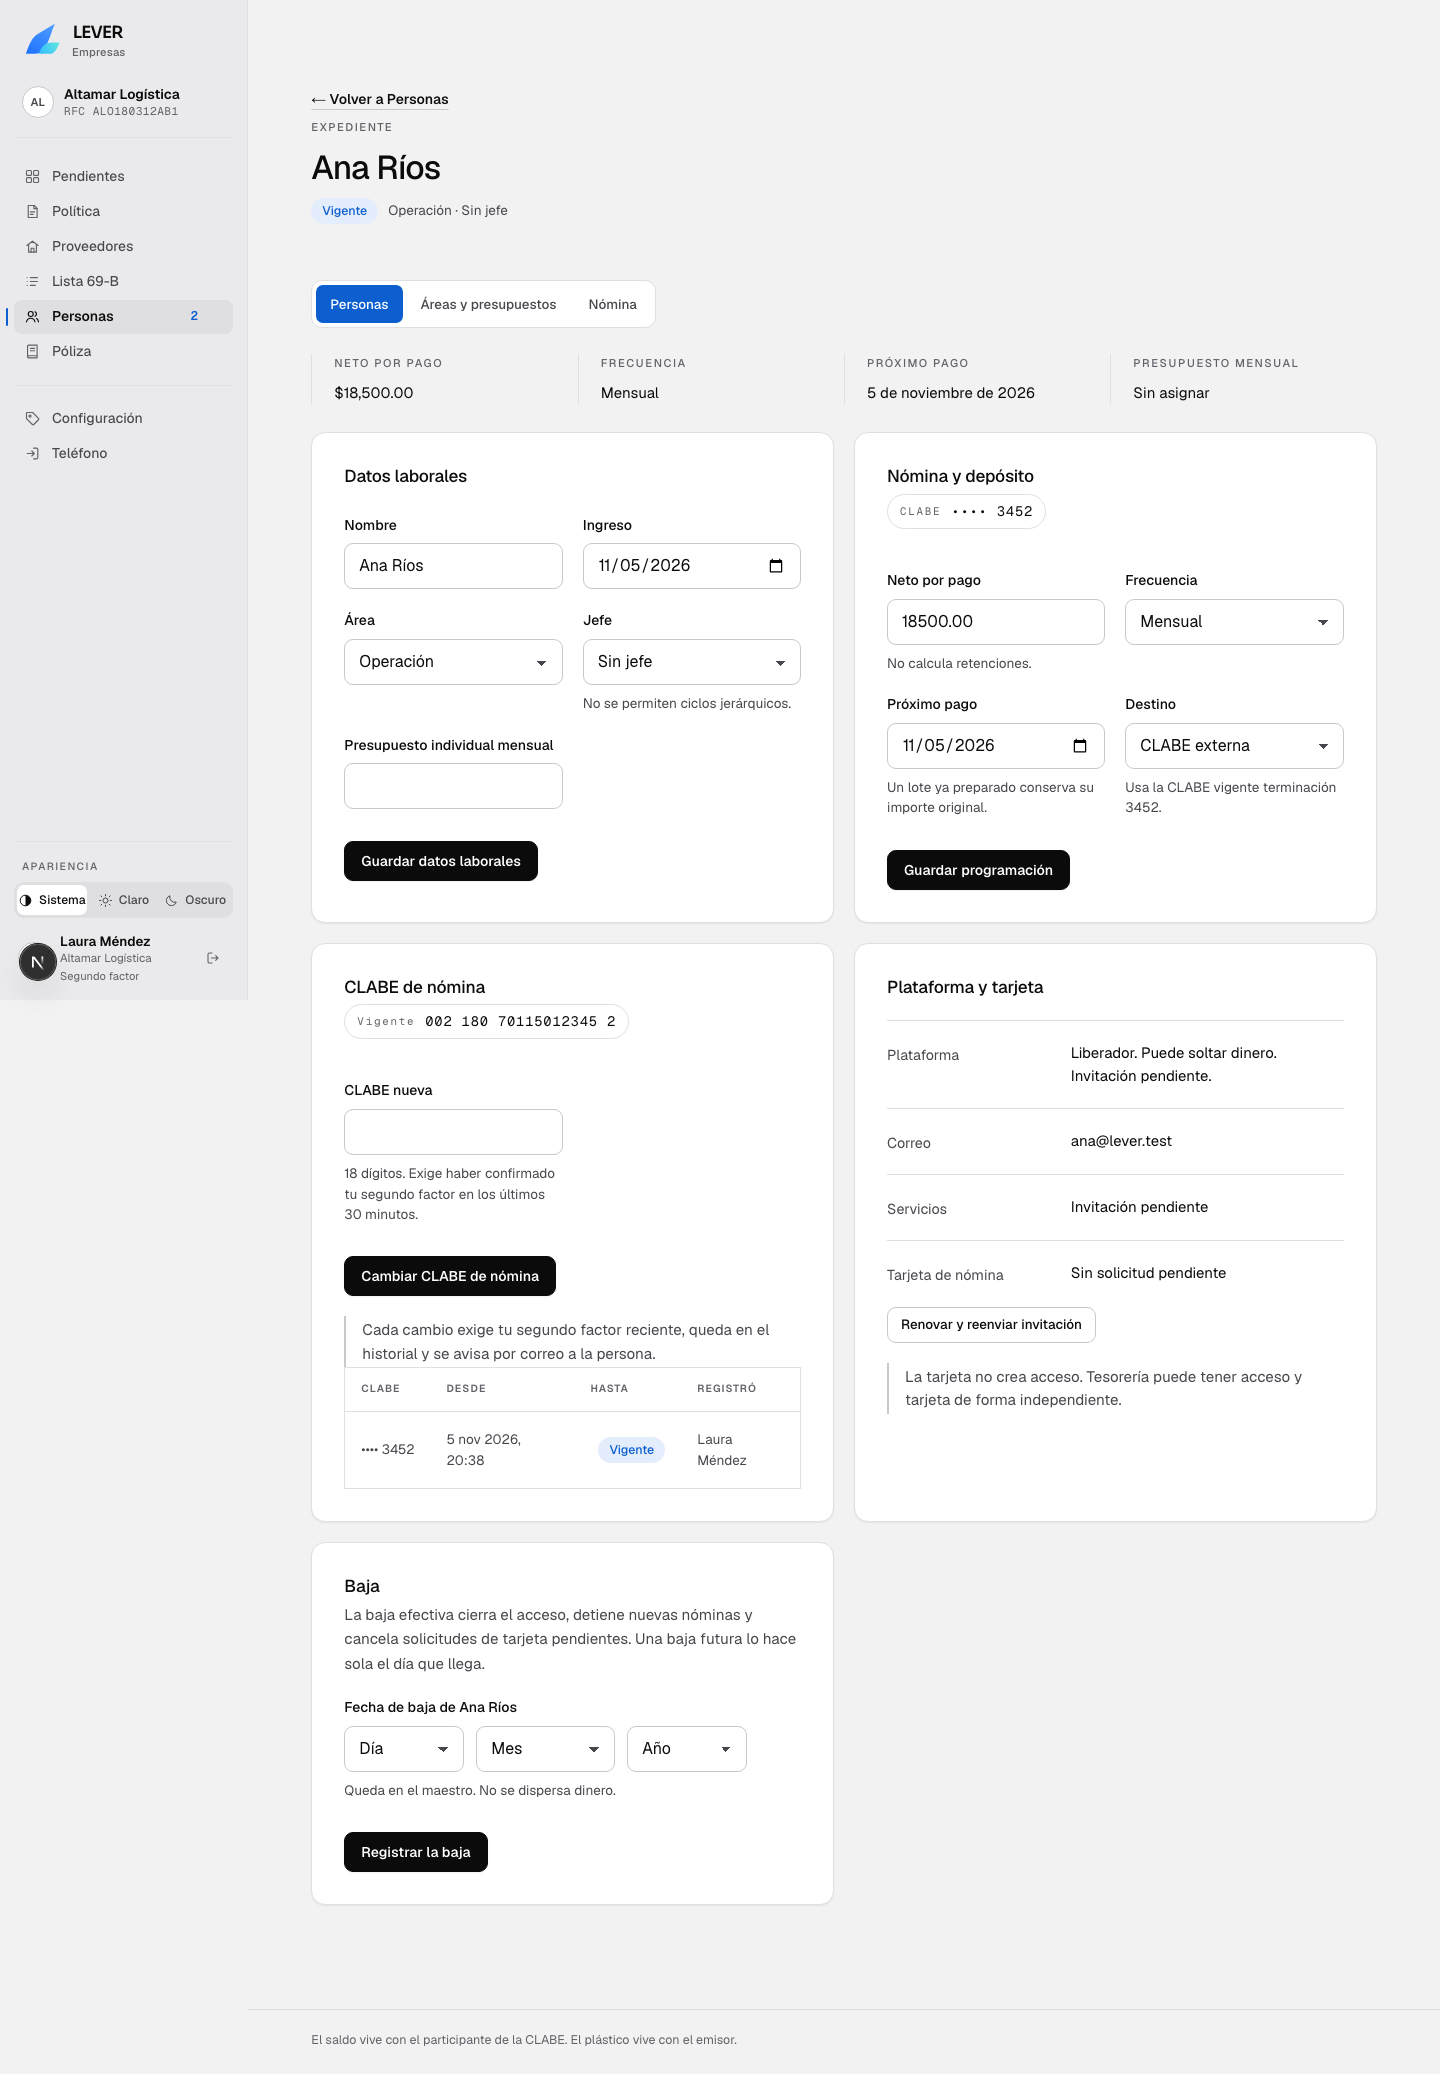 LEVER
Empresas
AL
Altamar Logística
RFC ALO180312AB1
Pendientes
Política
Proveedores
Lista 69-B
Personas 2
Póliza
Configuración
Teléfono
APARIENCIA
Sistema Claro Oscuro
N
Laura Méndez
Altamar Logística
Segundo factor
← Volver a Personas
EXPEDIENTE
Ana Ríos
Vigente Operación · Sin jefe
Personas Áreas y presupuestos Nómina
NETO POR PAGO
$18,500.00
FRECUENCIA
Mensual
PRÓXIMO PAGO
5 de noviembre de 2026
PRESUPUESTO MENSUAL
Sin asignar
Datos laborales
Nombre
Ana Ríos
Ingreso
11/05/2026
Área
Operación
Jefe
Sin jefe
No se permiten ciclos jerárquicos.
Presupuesto individual mensual
Guardar datos laborales
Nómina y depósito
CLABE •••• 3452
Neto por pago
18500.00
No calcula retenciones.
Frecuencia
Mensual
Próximo pago
11/05/2026
Un lote ya preparado conserva su
importe original.
Destino
CLABE externa
Usa la CLABE vigente terminación
3452.
Guardar programación
CLABE de nómina
Vigente 002 180 70115012345 2
CLABE nueva
18 dígitos. Exige haber confirmado
tu segundo factor en los últimos
30 minutos.
Cambiar CLABE de nómina
Cada cambio exige tu segundo factor reciente, queda en el
historial y se avisa por correo a la persona.
CLABE DESDE HASTA REGISTRÓ
•••• 3452 5 nov 2026, 20:38 Vigente Laura Méndez
Plataforma y tarjeta
Plataforma
Liberador. Puede soltar dinero.
Invitación pendiente.
Correo ana@lever.test
Servicios Invitación pendiente
Tarjeta de nómina Sin solicitud pendiente
Renovar y reenviar invitación
La tarjeta no crea acceso. Tesorería puede tener acceso y
tarjeta de forma independiente.
Baja
La baja efectiva cierra el acceso, detiene nuevas nóminas y
cancela solicitudes de tarjeta pendientes. Una baja futura lo hace
sola el día que llega.
Fecha de baja de Ana Ríos
Día Mes Año
Queda en el maestro. No se dispersa dinero.
Registrar la baja
El saldo vive con el participante de la CLABE. El plástico vive con el emisor.